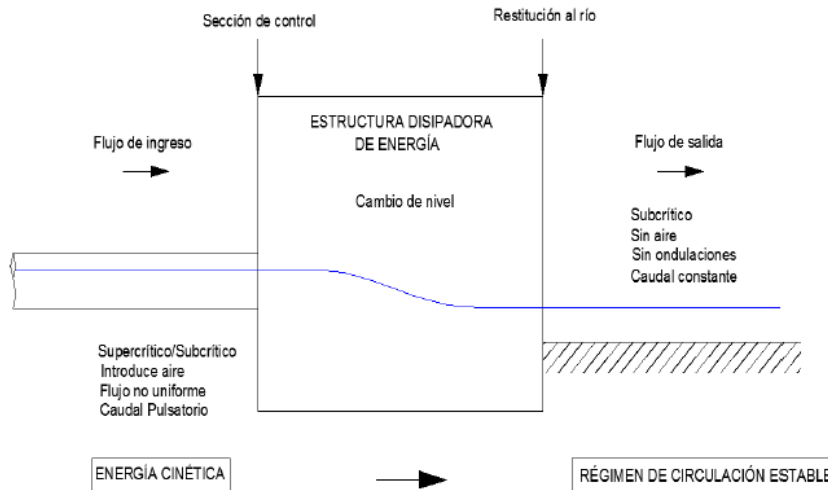 Sección de control
Restitución al río
ESTRUCTURA DISIPADORA
DE ENERGÍA
Flujo de ingreso
Flujo de salida
Cambio de nivel
Subcrítico
Sin aire
Sin ondulaciones
Caudal constante
Supercrítico/Subcrítico
Introduce aire
Flujo no uniforme
Caudal Pulsatorio
ENERGÍA CINÉTICA
RÉGIMEN DE CIRCULACIÓN ESTABLE